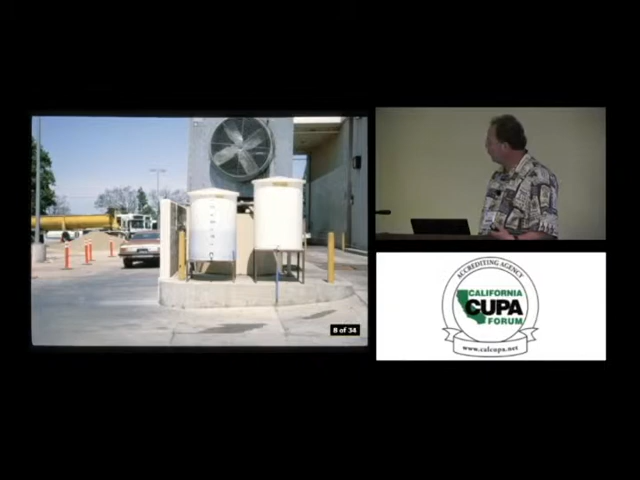 8 of 34
ACCREDITING AGENCY
CALIFORNIA
CUPA
FORUM
www.calcupa.net